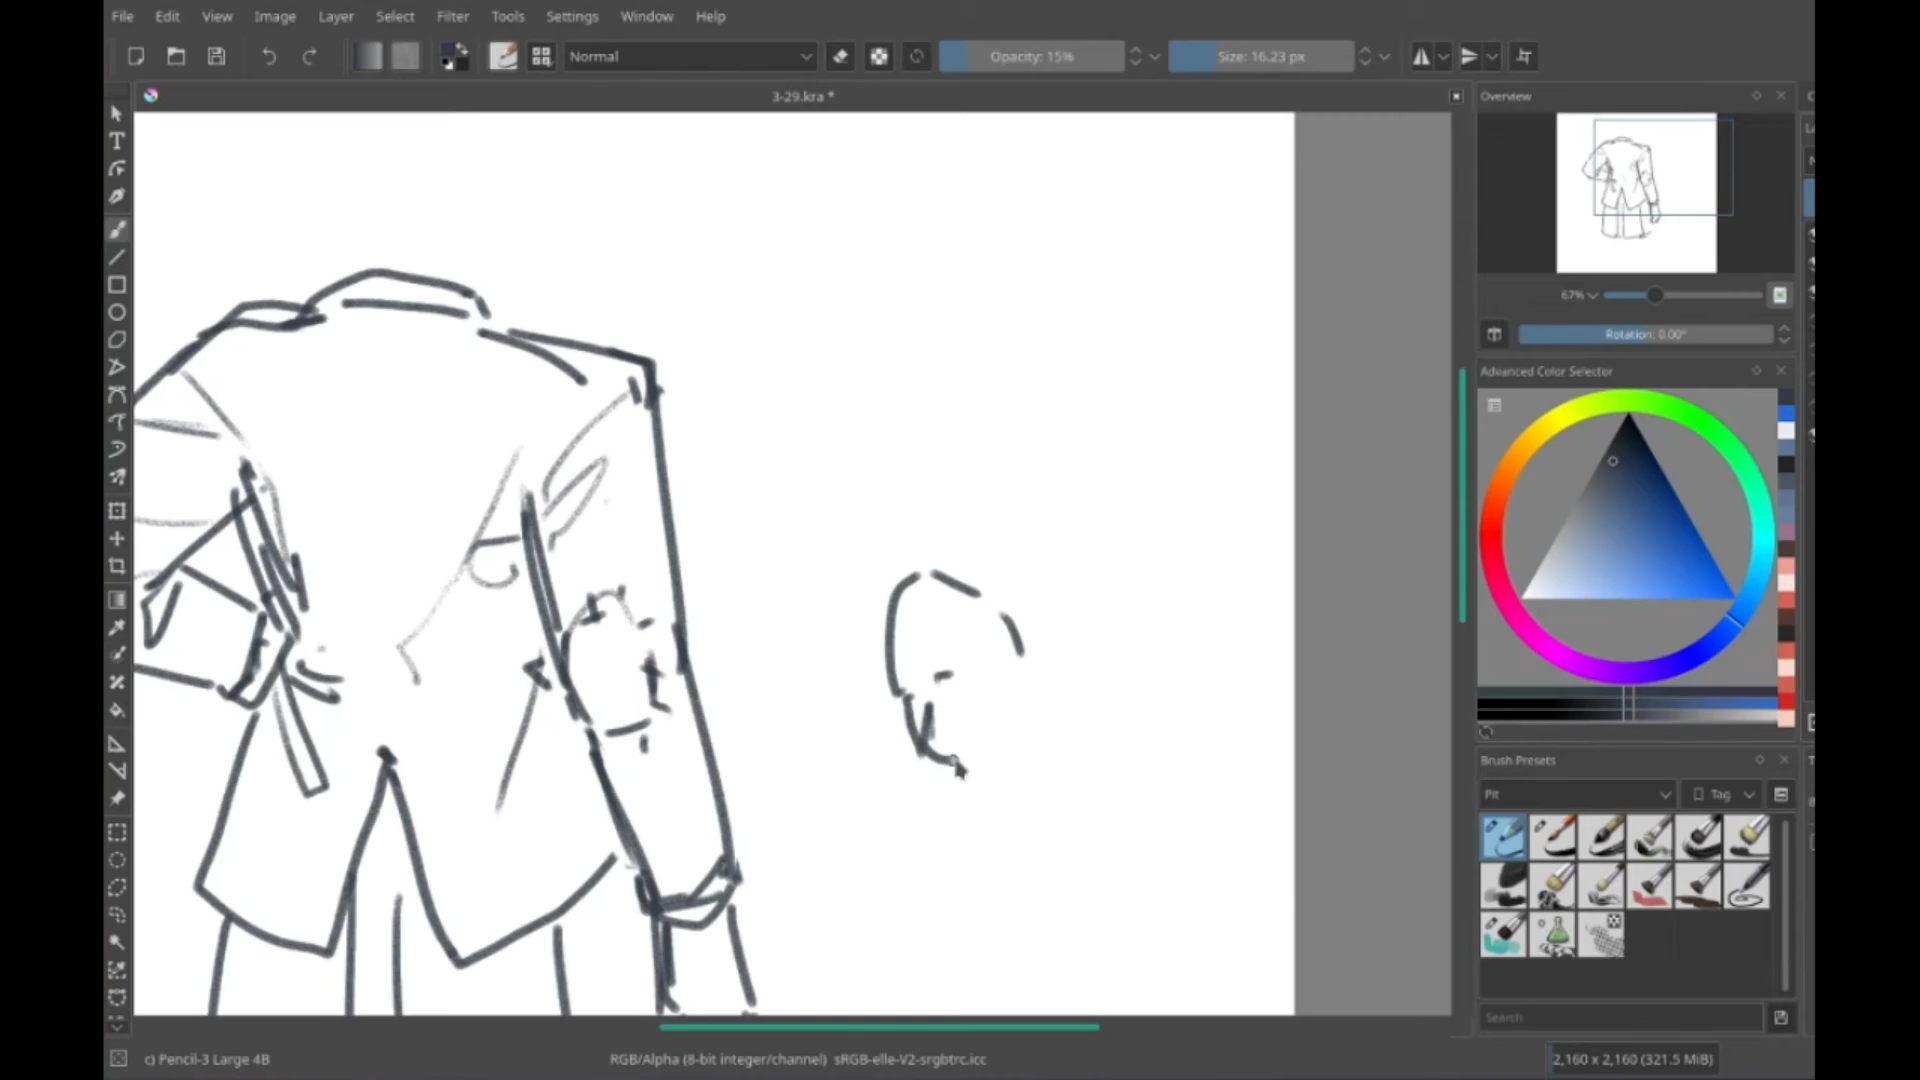 File Edit View Image Layer Select Filter Tools Settings Window Help
Normal Opacity: 15% Size: 16.23 px
3-29.kra *
Overview
67%
Rotation: 0.00°
Advanced Color Selector
Brush Presets
Pit Tag
Search
c) Pencil-3 Large 4B RGB/Alpha (8-bit integer/channel) sRGB-elle-V2-srgbtrc.icc 2,160 x 2,160 (321.5 MiB)